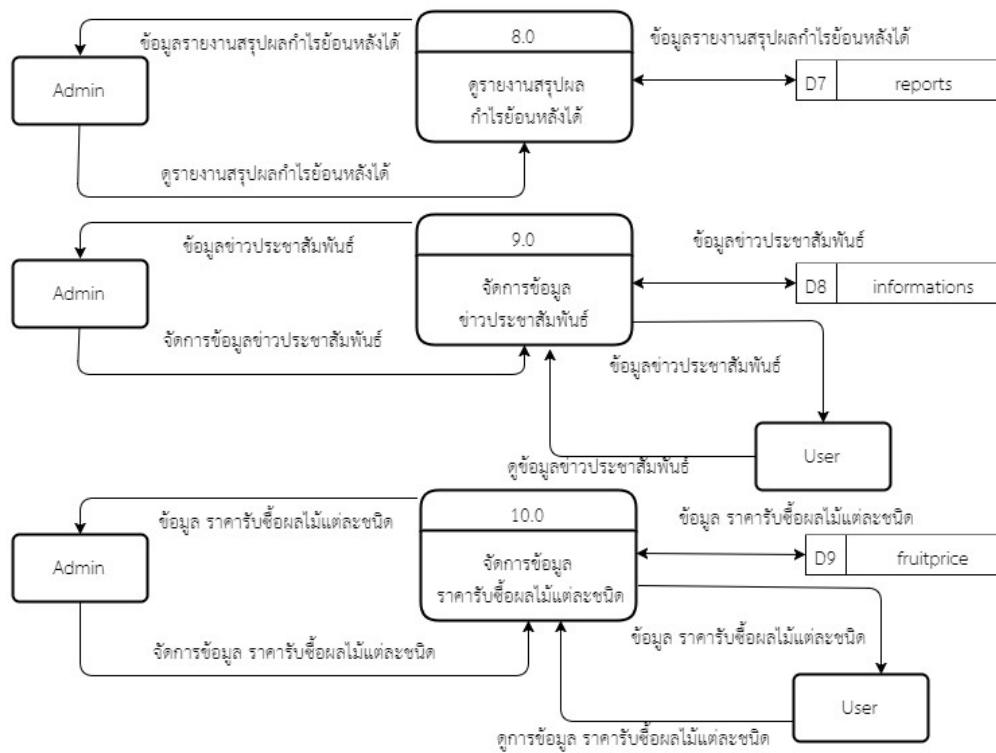 ข้อมูลรายงานสรุปผลกำไรย้อนหลังได้
8.0
ข้อมูลรายงานสรุปผลกำไรย้อนหลังได้
Admin
ดูรายงานสรุปผล
กำไรย้อนหลังได้
D7 reports
ดูรายงานสรุปผลกำไรย้อนหลังได้
9.0
ข้อมูลข่าวประชาสัมพันธ์
ข้อมูลข่าวประชาสัมพันธ์
Admin
จัดการข้อมูล
ข่าวประชาสัมพันธ์
D8 informations
จัดการข้อมูลข่าวประชาสัมพันธ์
ข้อมูลข่าวประชาสัมพันธ์
User
ดูข้อมูลข่าวประชาสัมพันธ์
10.0
ข้อมูล ราคารับซื้อผลไม้แต่ละชนิด
ข้อมูล ราคารับซื้อผลไม้แต่ละชนิด
Admin
จัดการข้อมูล
ราคารับซื้อผลไม้แต่ละชนิด
D9 fruitprice
จัดการข้อมูล ราคารับซื้อผลไม้แต่ละชนิด
ข้อมูล ราคารับซื้อผลไม้แต่ละชนิด
User
ดูการข้อมูล ราคารับซื้อผลไม้แต่ละชนิด